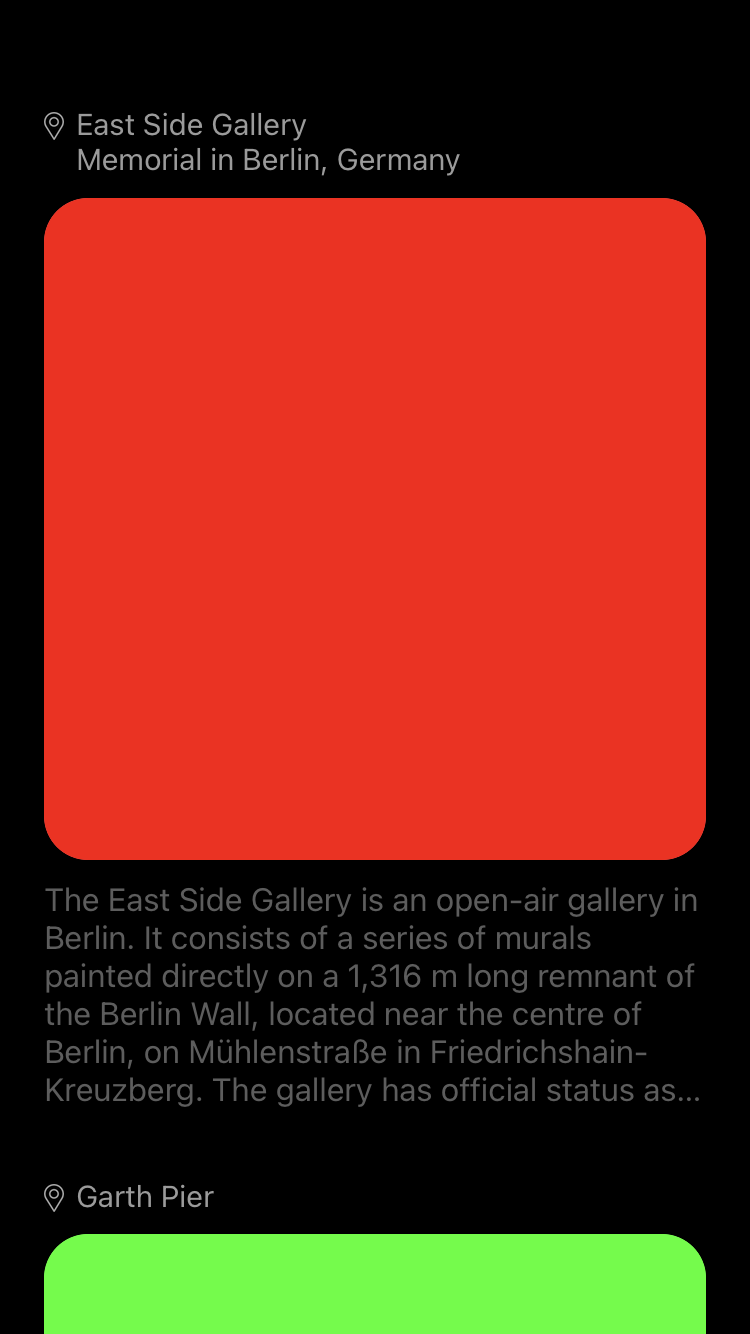 East Side Gallery
Memorial in Berlin, Germany
The East Side Gallery is an open-air gallery in
Berlin. It consists of a series of murals
painted directly on a 1,316 m long remnant of
the Berlin Wall, located near the centre of
Berlin, on Mühlenstraße in Friedrichshain-
Kreuzberg. The gallery has official status as...
Garth Pier